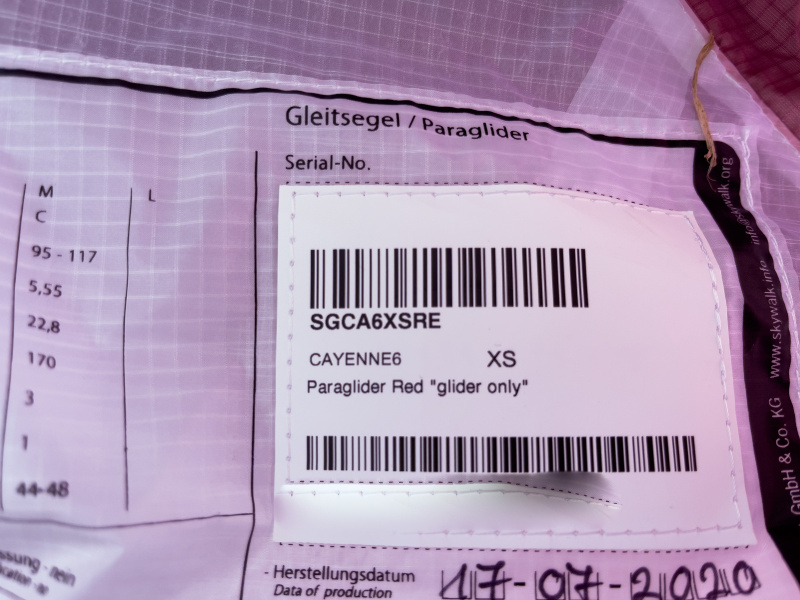 Gleitsegel / Paraglider
Serial-No.
M
L
C
95 - 117
5,55
22,8
170
3
1
44-48
SGCA6XSRE
CAYENNE6 XS
Paraglider Red "glider only"
- Herstellungsdatum
Data of production
17-07-2020
GmbH & Co. KG www.skywalk.info info@skywalk.org
nein